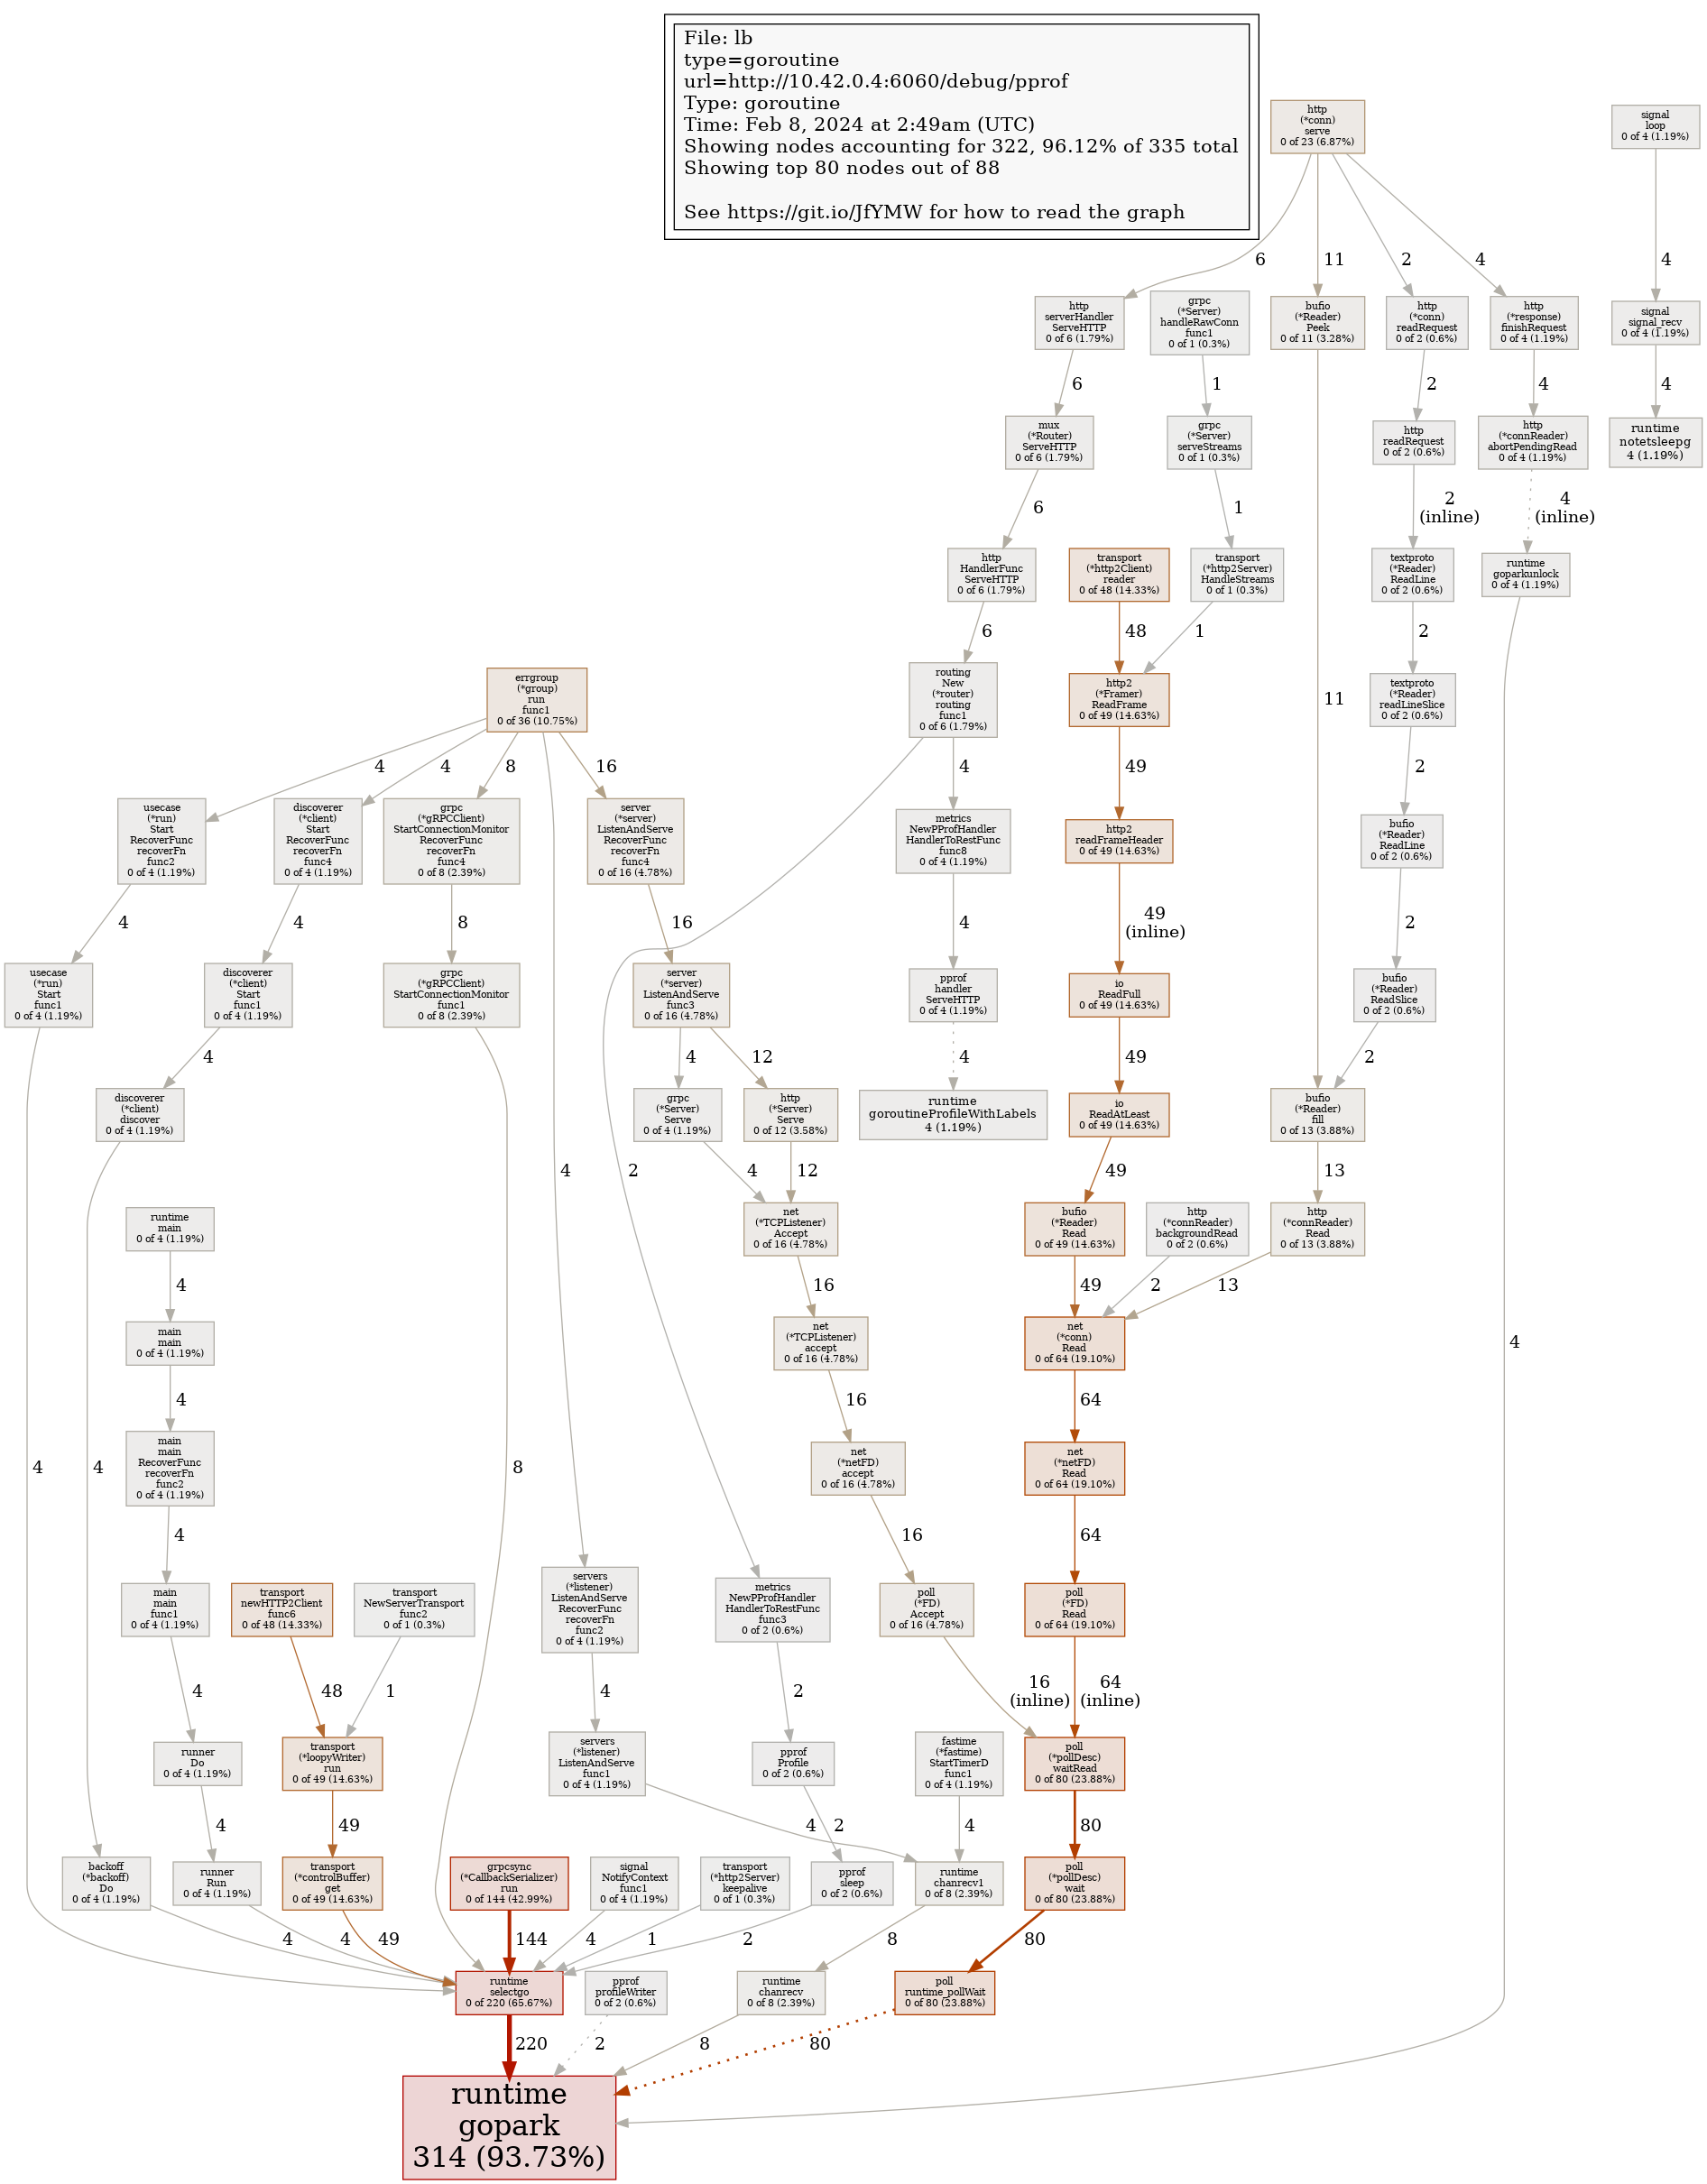 File: lb
type=goroutine
url=http://10.42.0.4:6060/debug/pprof
Type: goroutine
Time: Feb 8, 2024 at 2:49am (UTC)
Showing nodes accounting for 322, 96.12% of 335 total
Showing top 80 nodes out of 88
See https://git.io/JfYMW for how to read the graph
http
(*conn)
serve
0 of 23 (6.87%)
signal
loop
0 of 4 (1.19%)
6
11
2
4
4
http
serverHandler
ServeHTTP
0 of 6 (1.79%)
grpc
(*Server)
handleRawConn
func1
0 of 1 (0.3%)
bufio
(*Reader)
Peek
0 of 11 (3.28%)
http
(*conn)
readRequest
0 of 2 (0.6%)
http
(*response)
finishRequest
0 of 4 (1.19%)
signal
signal_recv
0 of 4 (1.19%)
6
1
2
4
4
mux
(*Router)
ServeHTTP
0 of 6 (1.79%)
grpc
(*Server)
serveStreams
0 of 1 (0.3%)
http
readRequest
0 of 2 (0.6%)
http
(*connReader)
abortPendingRead
0 of 4 (1.19%)
runtime
notetsleepg
4 (1.19%)
6
1
2
(inline)
4
(inline)
http
HandlerFunc
ServeHTTP
0 of 6 (1.79%)
transport
(*http2Client)
reader
0 of 48 (14.33%)
transport
(*http2Server)
HandleStreams
0 of 1 (0.3%)
textproto
(*Reader)
ReadLine
0 of 2 (0.6%)
runtime
goparkunlock
0 of 4 (1.19%)
6
48
1
2
errgroup
(*group)
run
func1
0 of 36 (10.75%)
routing
New
(*router)
routing
func1
0 of 6 (1.79%)
http2
(*Framer)
ReadFrame
0 of 49 (14.63%)
11
textproto
(*Reader)
readLineSlice
0 of 2 (0.6%)
4
4
8
16
4
49
2
usecase
(*run)
Start
RecoverFunc
recoverFn
func2
0 of 4 (1.19%)
discoverer
(*client)
Start
RecoverFunc
recoverFn
func4
0 of 4 (1.19%)
grpc
(*gRPCClient)
StartConnectionMonitor
RecoverFunc
recoverFn
func4
0 of 8 (2.39%)
server
(*server)
ListenAndServe
RecoverFunc
recoverFn
func4
0 of 16 (4.78%)
metrics
NewPProfHandler
HandlerToRestFunc
func8
0 of 4 (1.19%)
http2
readFrameHeader
0 of 49 (14.63%)
bufio
(*Reader)
ReadLine
0 of 2 (0.6%)
4
4
8
16
4
49
(inline)
2
usecase
(*run)
Start
func1
0 of 4 (1.19%)
discoverer
(*client)
Start
func1
0 of 4 (1.19%)
grpc
(*gRPCClient)
StartConnectionMonitor
func1
0 of 8 (2.39%)
server
(*server)
ListenAndServe
func3
0 of 16 (4.78%)
pprof
handler
ServeHTTP
0 of 4 (1.19%)
io
ReadFull
0 of 49 (14.63%)
bufio
(*Reader)
ReadSlice
0 of 2 (0.6%)
4
4
12
4
49
2
discoverer
(*client)
discover
0 of 4 (1.19%)
grpc
(*Server)
Serve
0 of 4 (1.19%)
http
(*Server)
Serve
0 of 12 (3.58%)
runtime
goroutineProfileWithLabels
4 (1.19%)
io
ReadAtLeast
0 of 49 (14.63%)
bufio
(*Reader)
fill
0 of 13 (3.88%)
4
2
4
12
49
13
runtime
main
0 of 4 (1.19%)
net
(*TCPListener)
Accept
0 of 16 (4.78%)
bufio
(*Reader)
Read
0 of 49 (14.63%)
http
(*connReader)
backgroundRead
0 of 2 (0.6%)
http
(*connReader)
Read
0 of 13 (3.88%)
4
16
49
2
13
main
main
0 of 4 (1.19%)
net
(*TCPListener)
accept
0 of 16 (4.78%)
net
(*conn)
Read
0 of 64 (19.10%)
4
4
16
64
main
main
RecoverFunc
recoverFn
func2
0 of 4 (1.19%)
net
(*netFD)
accept
0 of 16 (4.78%)
net
(*netFD)
Read
0 of 64 (19.10%)
4
4
8
4
16
64
main
main
func1
0 of 4 (1.19%)
transport
newHTTP2Client
func6
0 of 48 (14.33%)
transport
NewServerTransport
func2
0 of 1 (0.3%)
servers
(*listener)
ListenAndServe
RecoverFunc
recoverFn
func2
0 of 4 (1.19%)
metrics
NewPProfHandler
HandlerToRestFunc
func3
0 of 2 (0.6%)
poll
(*FD)
Accept
0 of 16 (4.78%)
poll
(*FD)
Read
0 of 64 (19.10%)
4
48
1
4
2
16
(inline)
64
(inline)
runner
Do
0 of 4 (1.19%)
transport
(*loopyWriter)
run
0 of 49 (14.63%)
servers
(*listener)
ListenAndServe
func1
0 of 4 (1.19%)
pprof
Profile
0 of 2 (0.6%)
fastime
(*fastime)
StartTimerD
func1
0 of 4 (1.19%)
poll
(*pollDesc)
waitRead
0 of 80 (23.88%)
4
49
4
2
4
80
backoff
(*backoff)
Do
0 of 4 (1.19%)
runner
Run
0 of 4 (1.19%)
transport
(*controlBuffer)
get
0 of 49 (14.63%)
grpcsync
(*CallbackSerializer)
run
0 of 144 (42.99%)
signal
NotifyContext
func1
0 of 4 (1.19%)
transport
(*http2Server)
keepalive
0 of 1 (0.3%)
pprof
sleep
0 of 2 (0.6%)
runtime
chanrecv1
0 of 8 (2.39%)
poll
(*pollDesc)
wait
0 of 80 (23.88%)
4
4
49
144
4
1
2
8
80
runtime
selectgo
0 of 220 (65.67%)
pprof
profileWriter
0 of 2 (0.6%)
runtime
chanrecv
0 of 8 (2.39%)
poll
runtime_pollWait
0 of 80 (23.88%)
220
2
8
80
runtime
gopark
314 (93.73%)